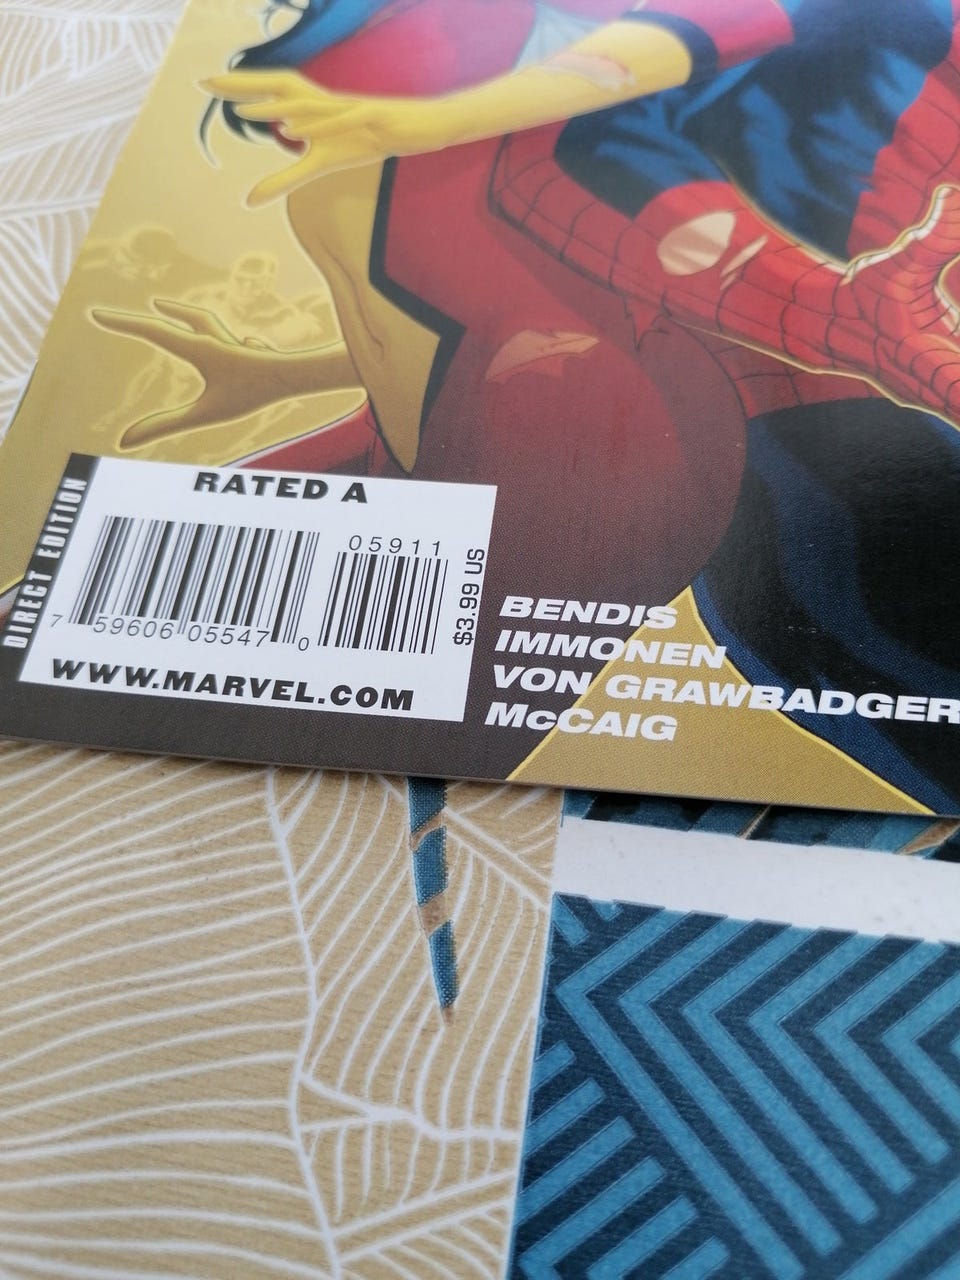 RATED A
DIRECT EDITION
05911
7 59606 05547 0
$3.99 US
WWW.MARVEL.COM
BENDIS
IMMONEN
VON GRAWBADGER
McCAIG